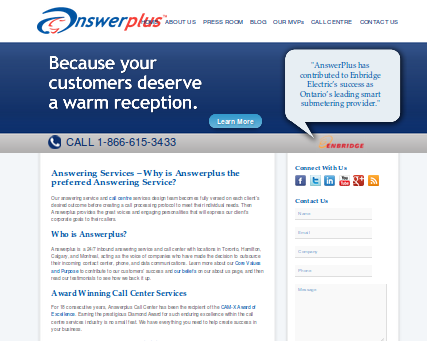 Answerplus
HOME ABOUT US PRESS ROOM BLOG OUR MVPs CALL CENTRE CONTACT US
Because your
customers deserve
a warm reception.
Learn More
"AnswerPlus has
contributed to Enbridge
Electric's success as
Ontario's leading smart
submetering provider."
CALL 1-866-615-3433
ENBRIDGE
Answering Services – Why is Answerplus the
preferred Answering Service?
Our answering service and call centre services design team becomes fully versed on each client's
desired outcome before creating a call processing protocol to meet their individual needs. Then
Answerplus provides the great voices and engaging personalities that will express our client's
corporate goals to their callers.
Who is Answerplus?
Answerplus is a 24/7 inbound answering service and call center with locations in Toronto, Hamilton,
Calgary, and Montreal, acting as the voice of companies who have made the decision to outsource
their incoming contact center, phone, and data communications. Learn more about our Core Values
and Purpose to contribute to our customers' success and our beliefs on our about us page, and then
read our testimonials to see how we back it up.
Award Winning Call Center Services
For 18 consecutive years, Answerplus Call Center has been the recipient of the CAM-X Award of
Excellence. Earning the prestigious Diamond Award for such enduring excellence within the call
centre services industry is no small feat. We have everything you need to help create success in
your business.
Connect With Us
Contact Us
Name
Email
Company
Phone
Message